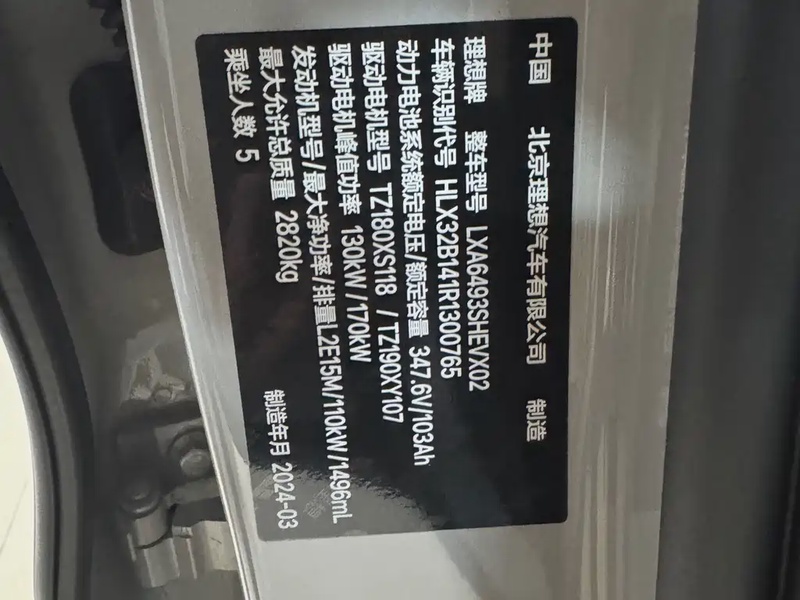 中国 北京理想汽车有限公司 制造
理想牌 整车型号 LXA6493SHEVX02
车辆识别代号 HLX32B141R1300765
动力电池系统额定电压/额定容量 347.6V/103Ah
驱动电机型号 TZ180XS118 /TZ190XY107
驱动电机峰值功率 130kW/170kW
发动机型号/最大净功率/排量L2E15M/110kW/1496mL
最大允许总质量 2820kg 制造年月 2024-03
乘坐人数 5